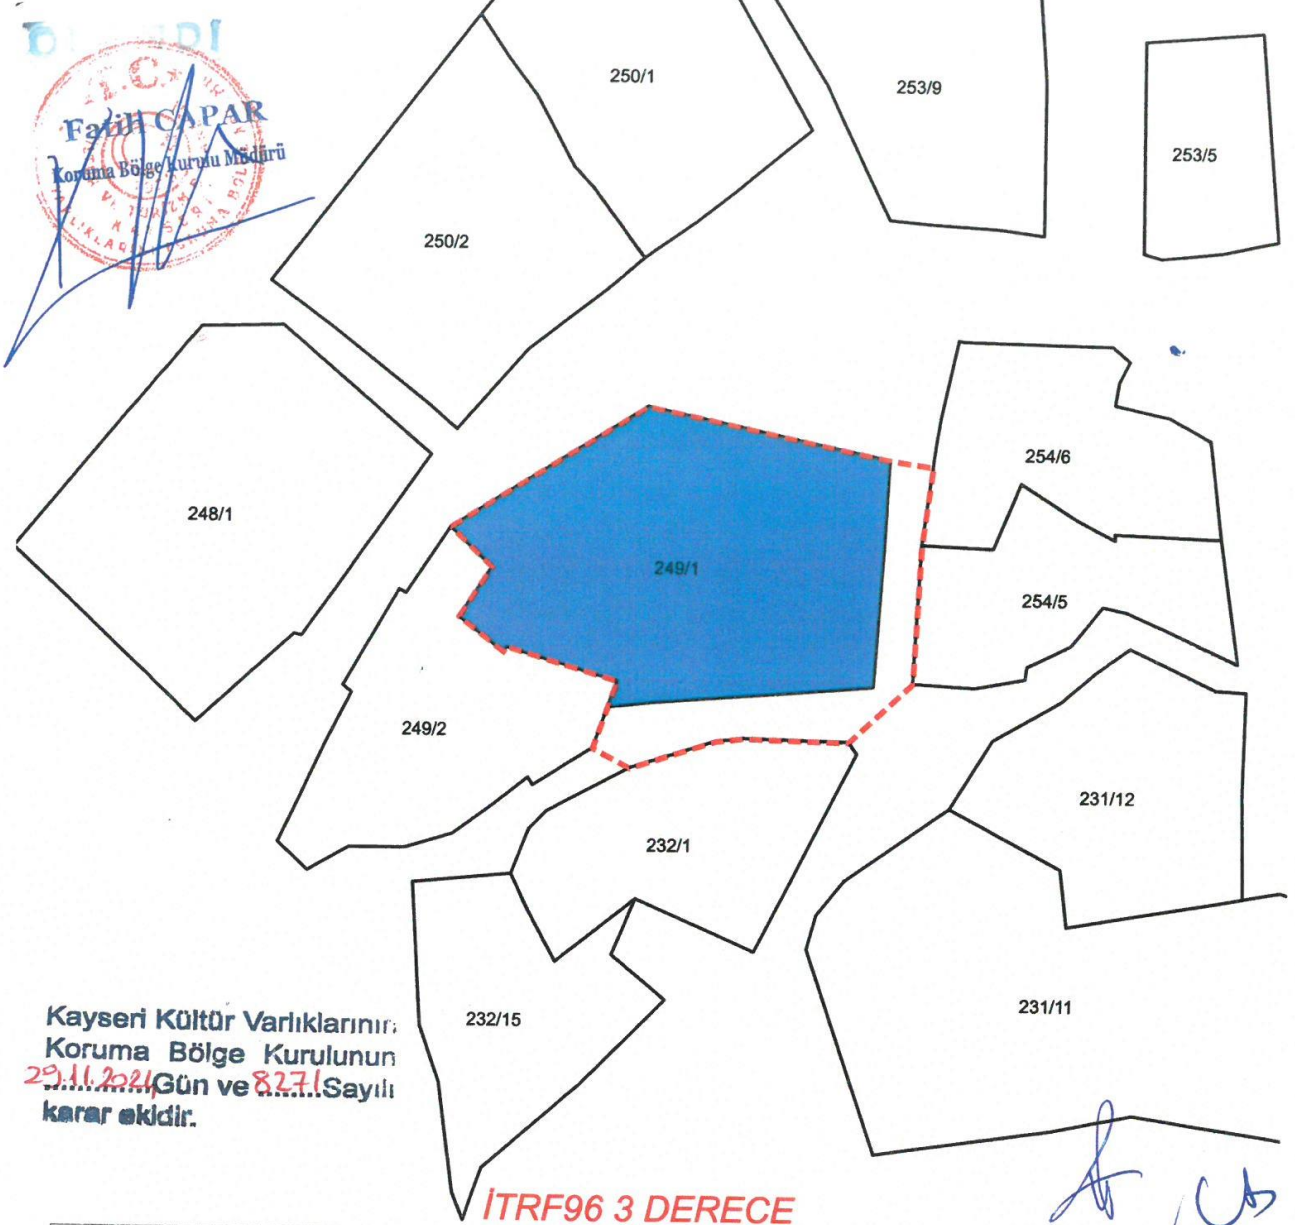 T.C.
Fatih ÇAPAR
Koruma Bölge Kurulu Müdürü
250/1
253/9
253/5
250/2
254/6
248/1
249/1
254/5
249/2
231/12
232/1
231/11
232/15
Kayseri Kültür Varlıklarının
Koruma Bölge Kurulunun
29.11.2024 Gün ve 8271 Sayılı
karar ekidir.
İTRF96 3 DERECE